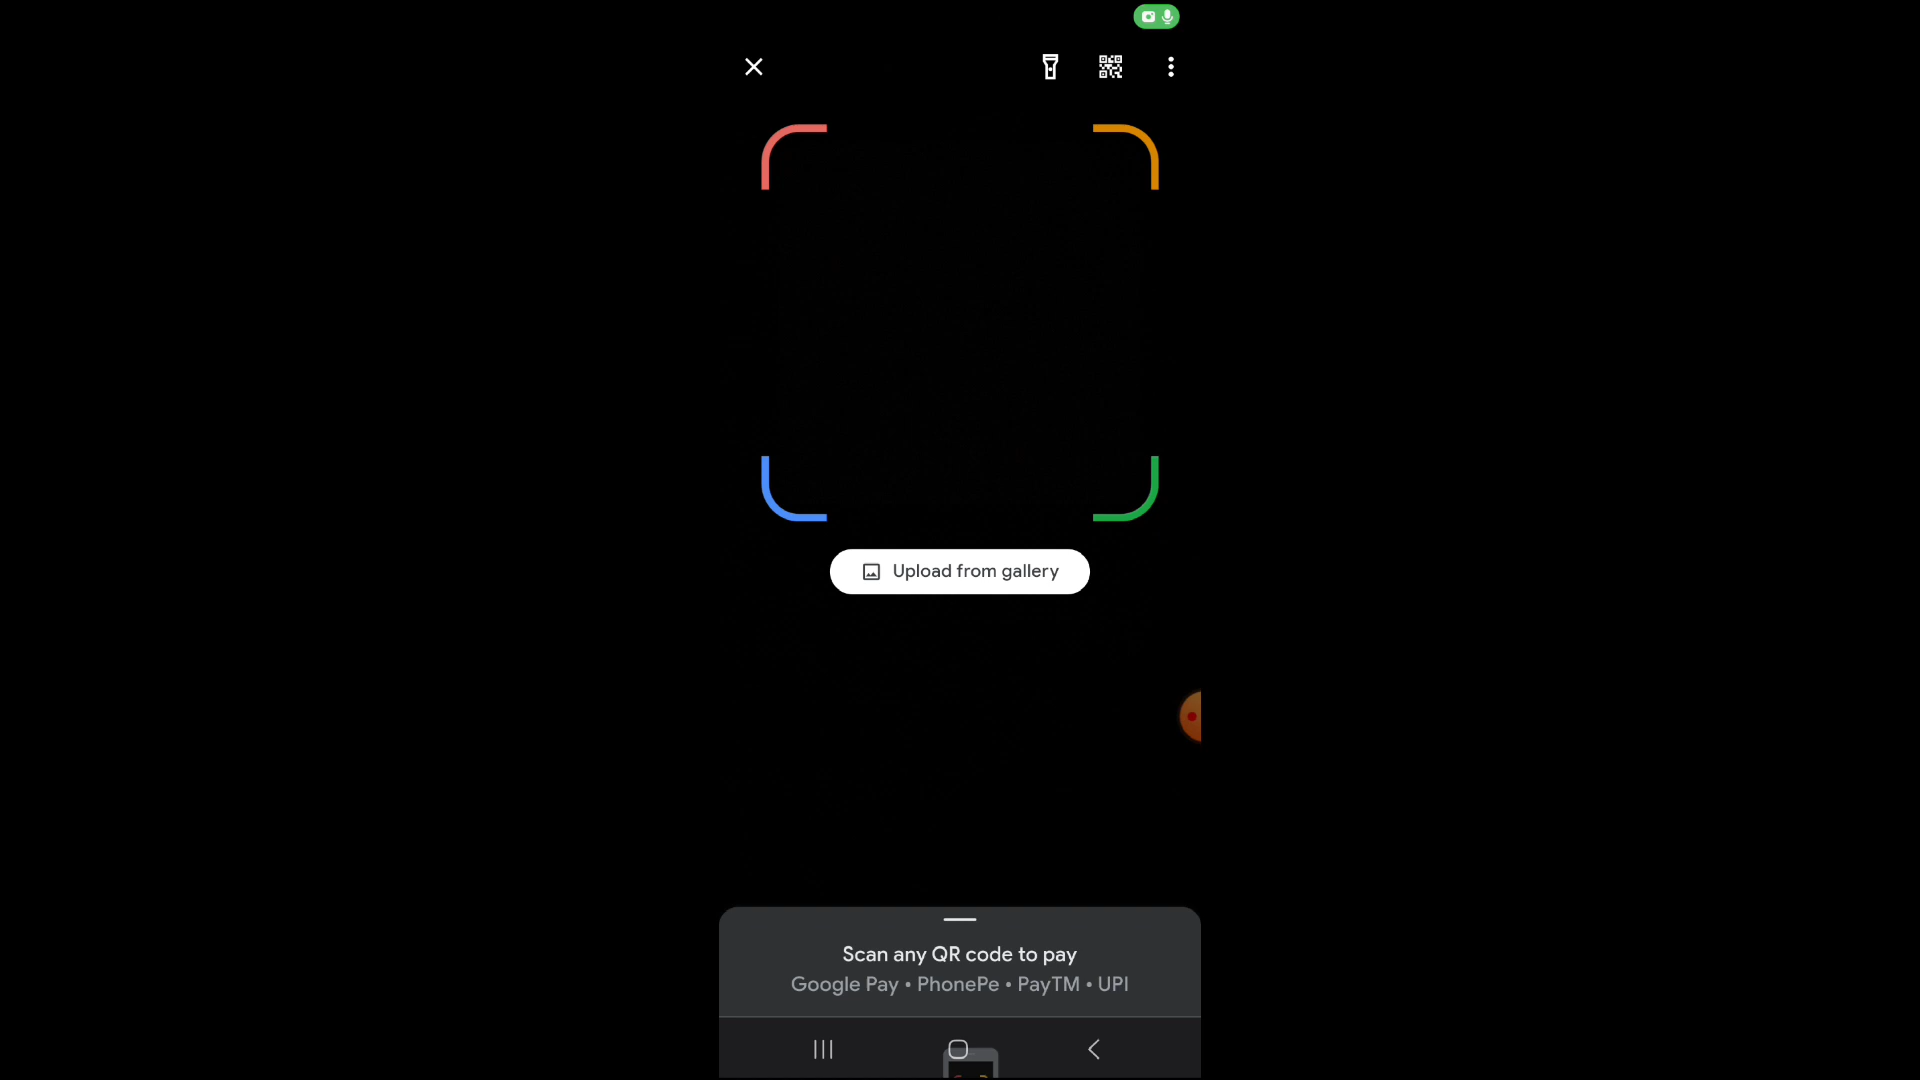 Upload from gallery
Scan any QR code to pay
Google Pay • PhonePe • PayTM • UPI